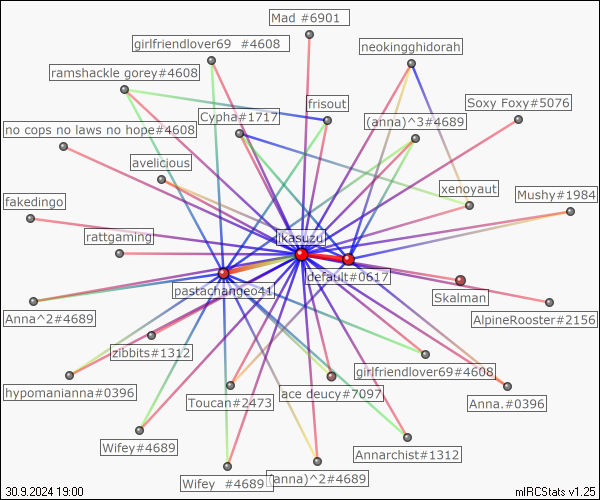 Mad #6901
girlfriendlover69 #4608
neokingghidorah
ramshackle gorey#4608
frisout
Soxy Foxy#5076
Cypha#1717
(anna)^3#4689
no cops no laws no hope#4608
avelicious
xenoyaut
Mushy#1984
fakedingo
rattgaming
ikasuzu
default#0617
pastachangeo41
Skalman
Anna^2#4689
AlpineRooster#2156
zibbits#1312
girlfriendlover69#4608
hypomanianna#0396
ace deucy#7097
Toucan#2473
Anna.#0396
Wifey#4689
Annarchist#1312
Wifey #4689
(anna)^2#4689
30.9.2024 19:00
mIRCStats v1.25